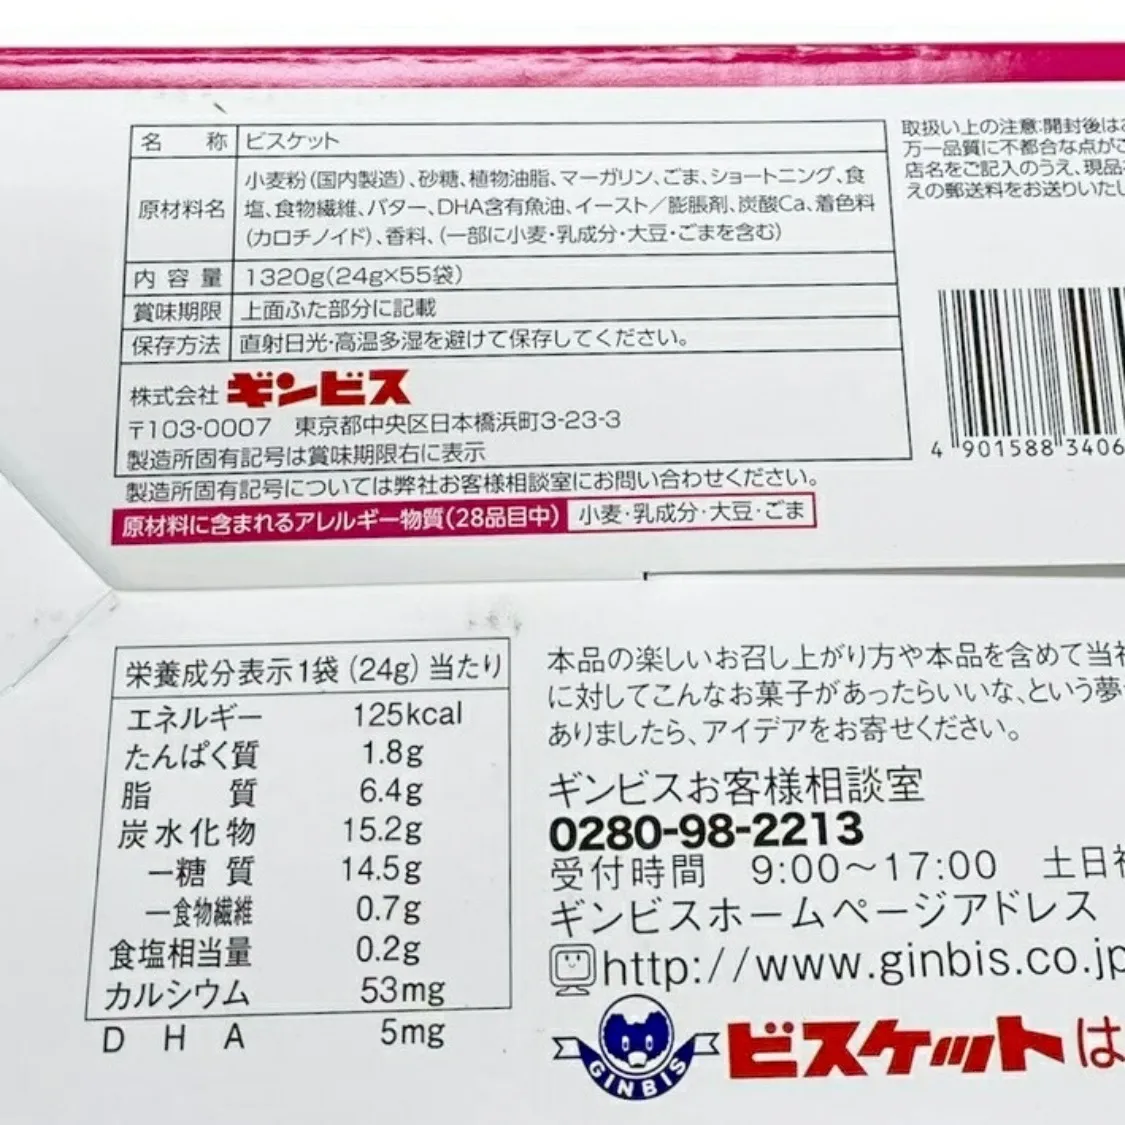 名称 ビスケット
原材料名 小麦粉(国内製造)、砂糖、植物油脂、マーガリン、ごま、ショートニング、食
塩、食物繊維、バター、DHA含有魚油、イースト／膨脹剤、炭酸Ca、着色料
(カロチノイド)、香料、(一部に小麦・乳成分・大豆・ごまを含む)
内容量 1320g(24g×55袋)
賞味期限 上面ふた部分に記載
保存方法 直射日光・高温多湿を避けて保存してください。
株式会社 ギンビス
〒103-0007 東京都中央区日本橋浜町3-23-3
製造所固有記号は賞味期限右に表示
製造所固有記号については弊社お客様相談室にお問い合わせください。
原材料に含まれるアレルギー物質(28品目中) 小麦・乳成分・大豆・ごま
取扱い上の注意:開封後はお
万一品質に不都合な点がご
店名をご記入のうえ、現品
えの郵送料をお送りいたし
4 901588 3406
栄養成分表示1袋(24g)当たり
エネルギー 125kcal
たんぱく質 1.8g
脂質 6.4g
炭水化物 15.2g
ー糖質 14.5g
ー食物繊維 0.7g
食塩相当量 0.2g
カルシウム 53mg
DHA 5mg
本品の楽しいお召し上がり方や本品を含めて当社
に対してこんなお菓子があったらいいな、という夢
ありましたら、アイデアをお寄せください。
ギンビスお客様相談室
0280-98-2213
受付時間 9:00～17:00 土日祝
ギンビスホームページアドレス
http://www.ginbis.co.jp
GINBIS
ビスケットは